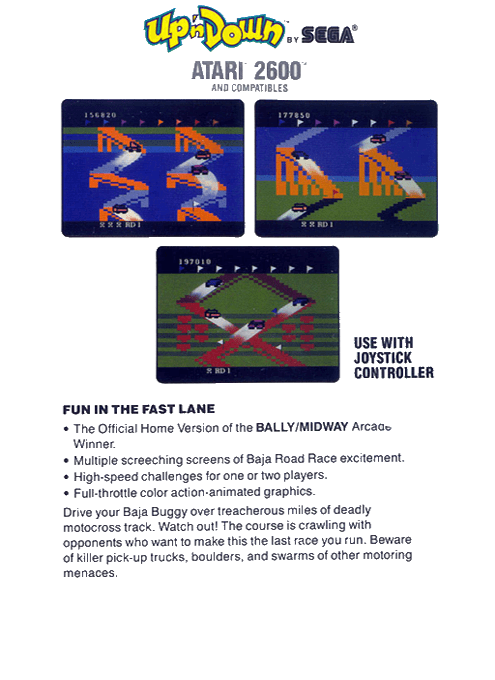 Up 'n Down™ BY SEGA®
ATARI™ 2600™
AND COMPATIBLES
156820
177850
RD 1
RD 1
197010
RD 1
USE WITH
JOYSTICK
CONTROLLER
FUN IN THE FAST LANE
• The Official Home Version of the BALLY/MIDWAY Arcade
Winner.
• Multiple screeching screens of Baja Road Race excitement.
• High-speed challenges for one or two players.
• Full-throttle color action-animated graphics.
Drive your Baja Buggy over treacherous miles of deadly
motocross track. Watch out! The course is crawling with
opponents who want to make this the last race you run. Beware
of killer pick-up trucks, boulders, and swarms of other motoring
menaces.